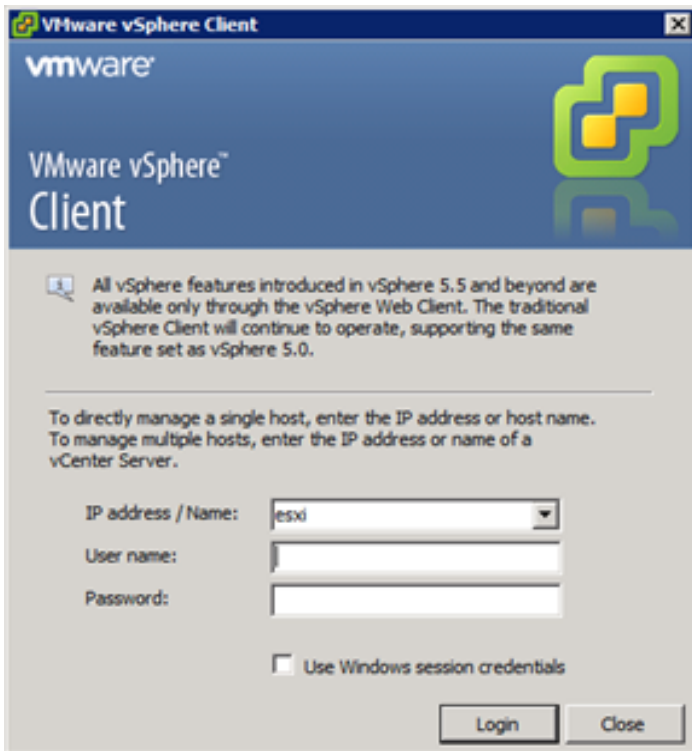 VMware vSphere Client
vmware
VMware vSphere™
Client
All vSphere features introduced in vSphere 5.5 and beyond are
available only through the vSphere Web Client. The traditional
vSphere Client will continue to operate, supporting the same
feature set as vSphere 5.0.
To directly manage a single host, enter the IP address or host name.
To manage multiple hosts, enter the IP address or name of a
vCenter Server.
IP address / Name: esxi
User name:
Password:
Use Windows session credentials
Login Close